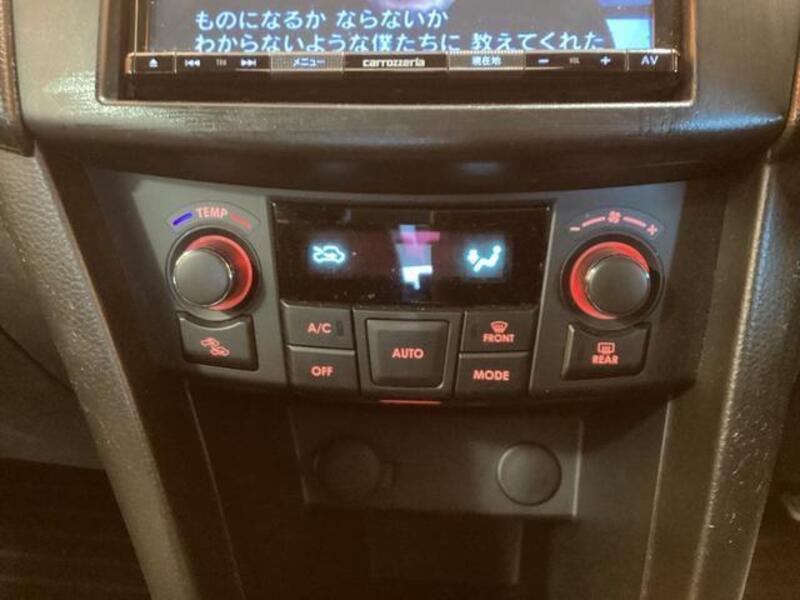 ものになるか ならないか
わからないような僕たちに 教えてくれた
メニュー carrozzeria 現在地 VOL AV
TEMP
A/C AUTO FRONT
OFF MODE REAR